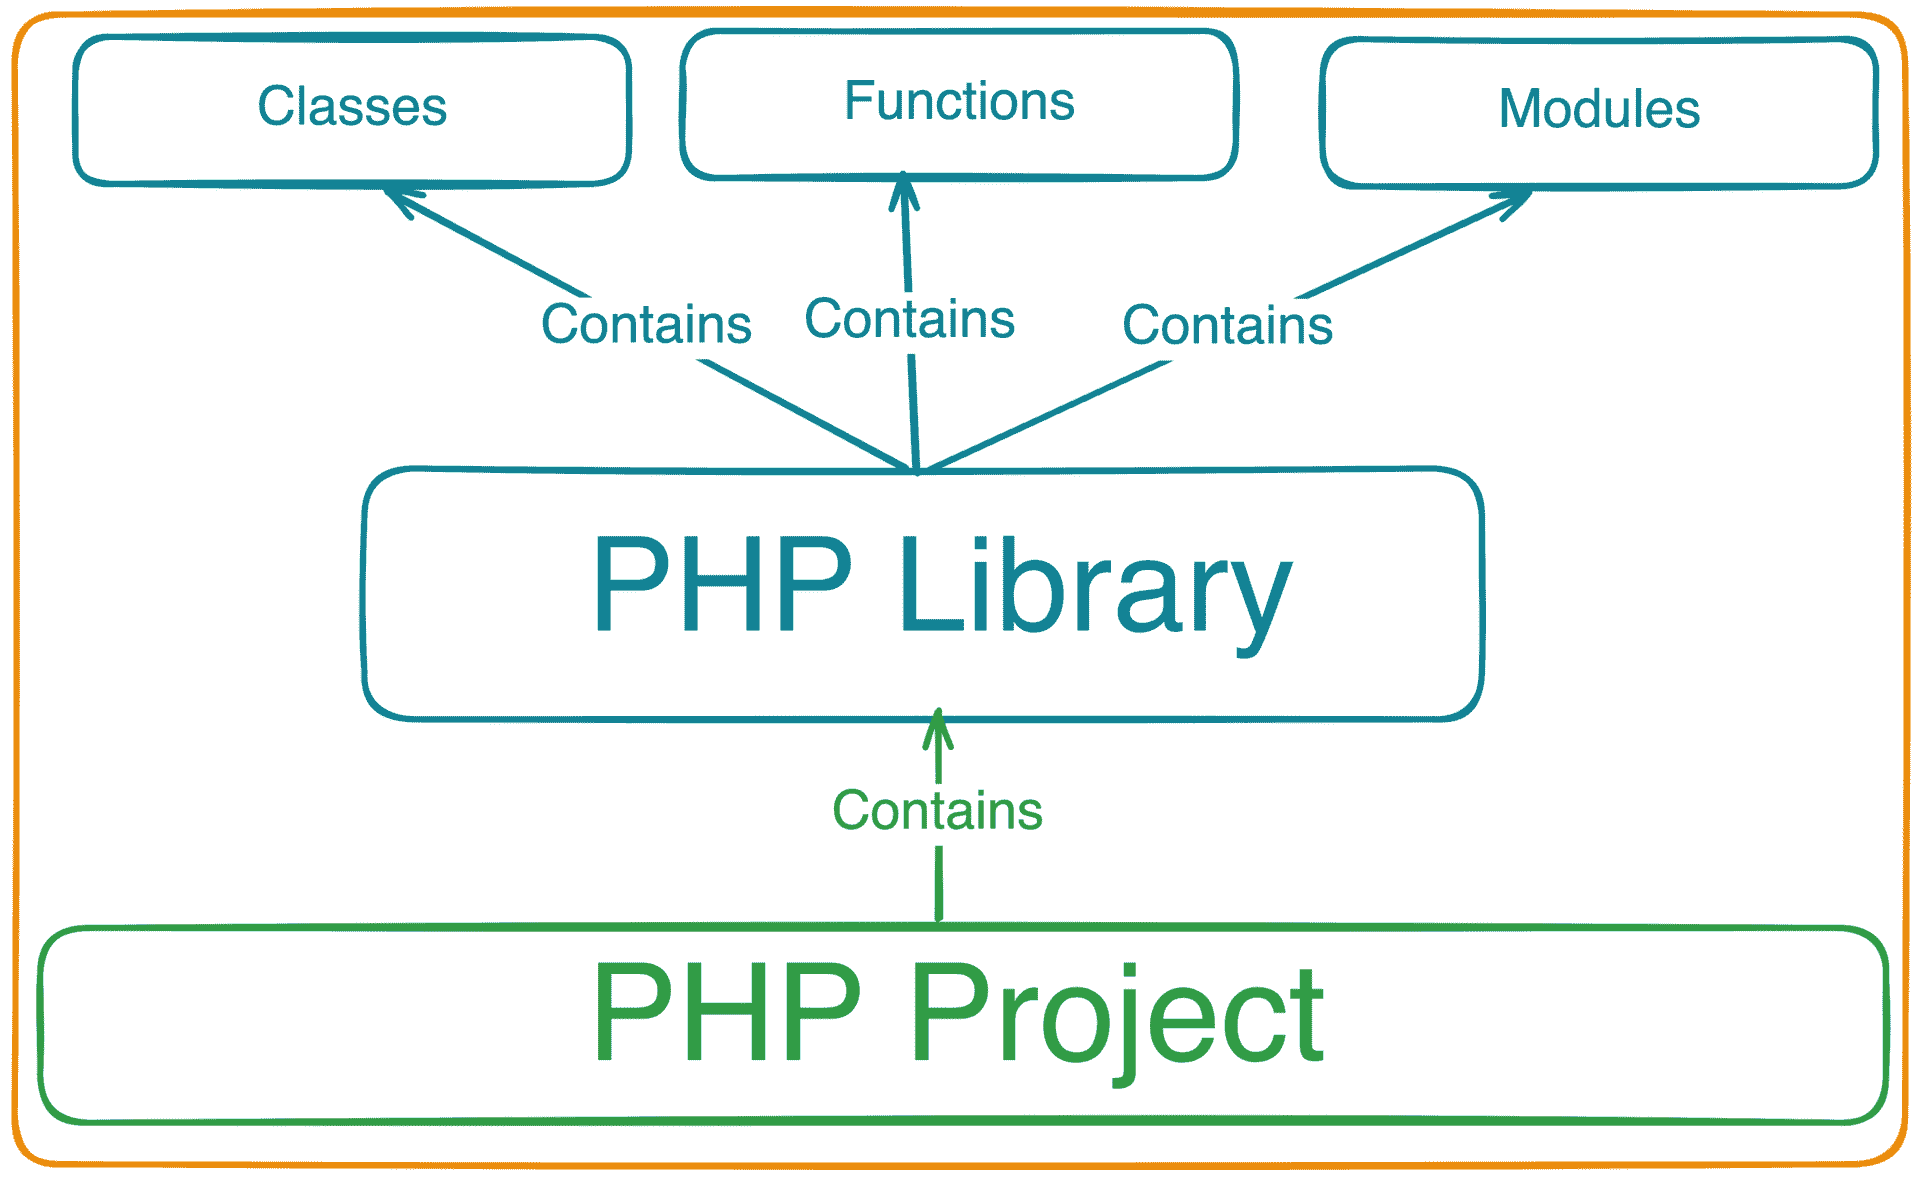 Classes
Functions
Modules
Contains
Contains
Contains
PHP Library
Contains
PHP Project